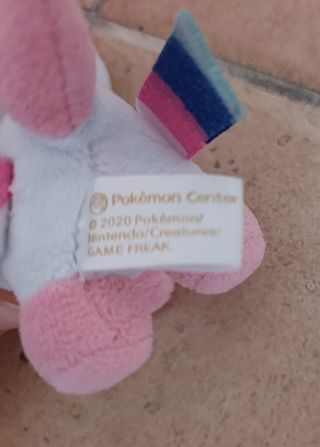 Pokémon Center
© 2020 Pokémon/
Nintendo/Creatures/
GAME FREAK.